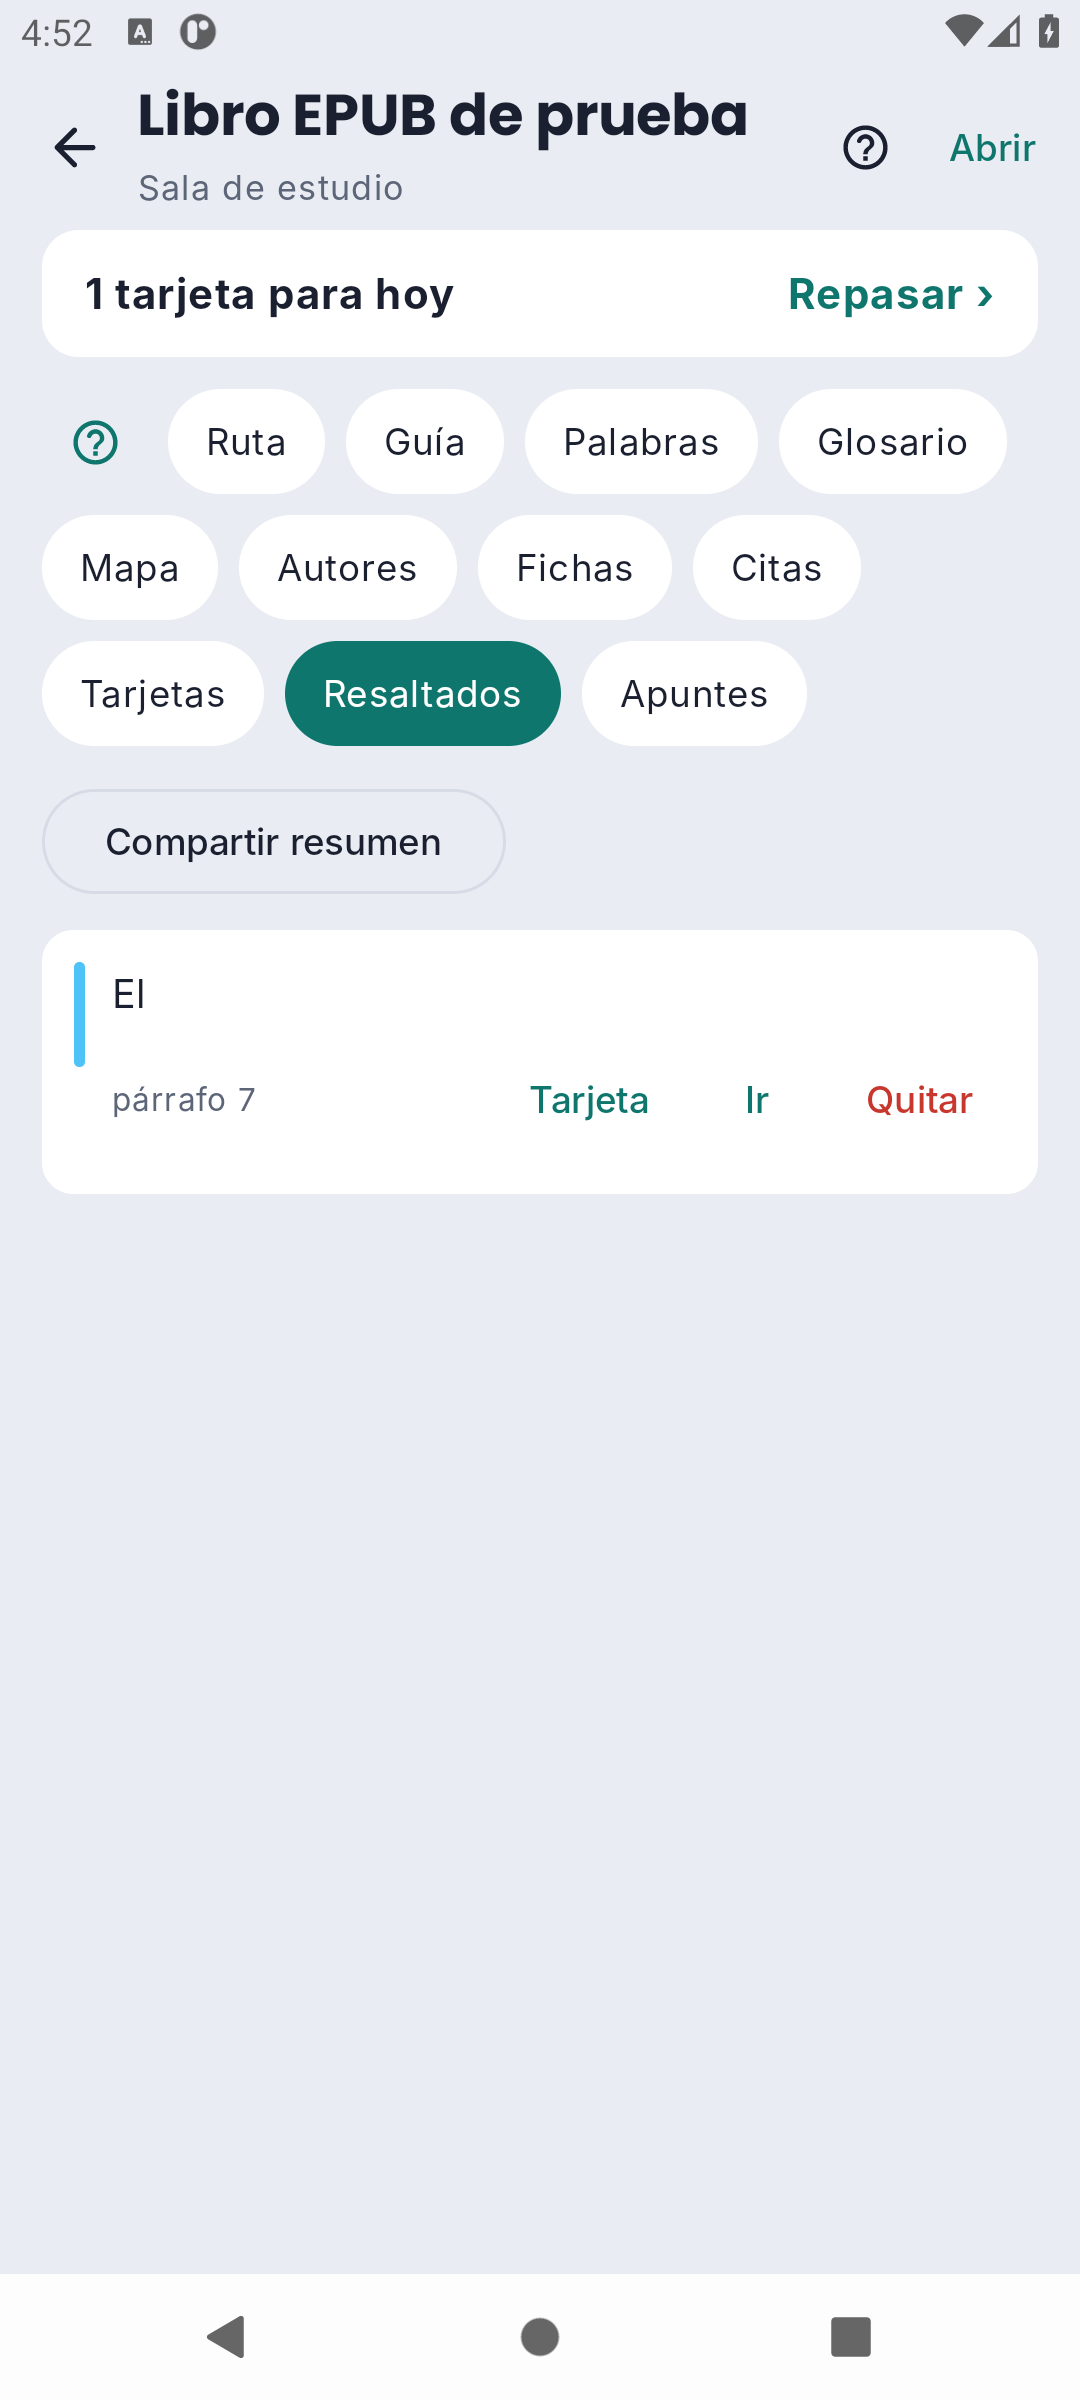 4:52
Libro EPUB de prueba
Sala de estudio
Abrir
1 tarjeta para hoy
Repasar ›
Ruta
Guía
Palabras
Glosario
Mapa
Autores
Fichas
Citas
Tarjetas
Resaltados
Apuntes
Compartir resumen
El
párrafo 7
Tarjeta
Ir
Quitar